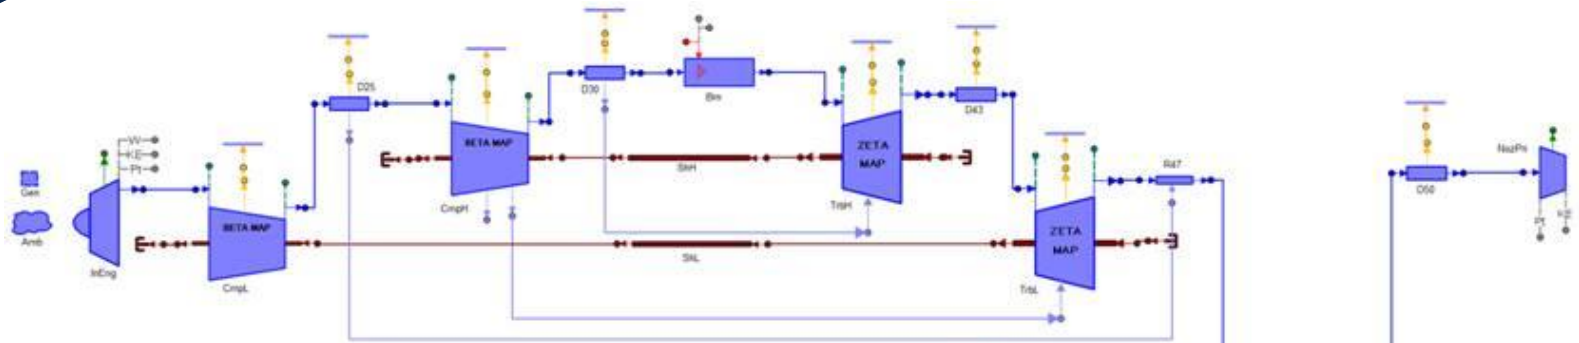 D25
D30
Brn
D43
W
KE
Pt
BETA MAP
ZETA
MAP
NozPri
R47
D50
Gen
Amb
InEng
BETA MAP
CmpH
ShH
TrbH
ZETA
MAP
Pt
KE
CmpL
ShL
TrbL